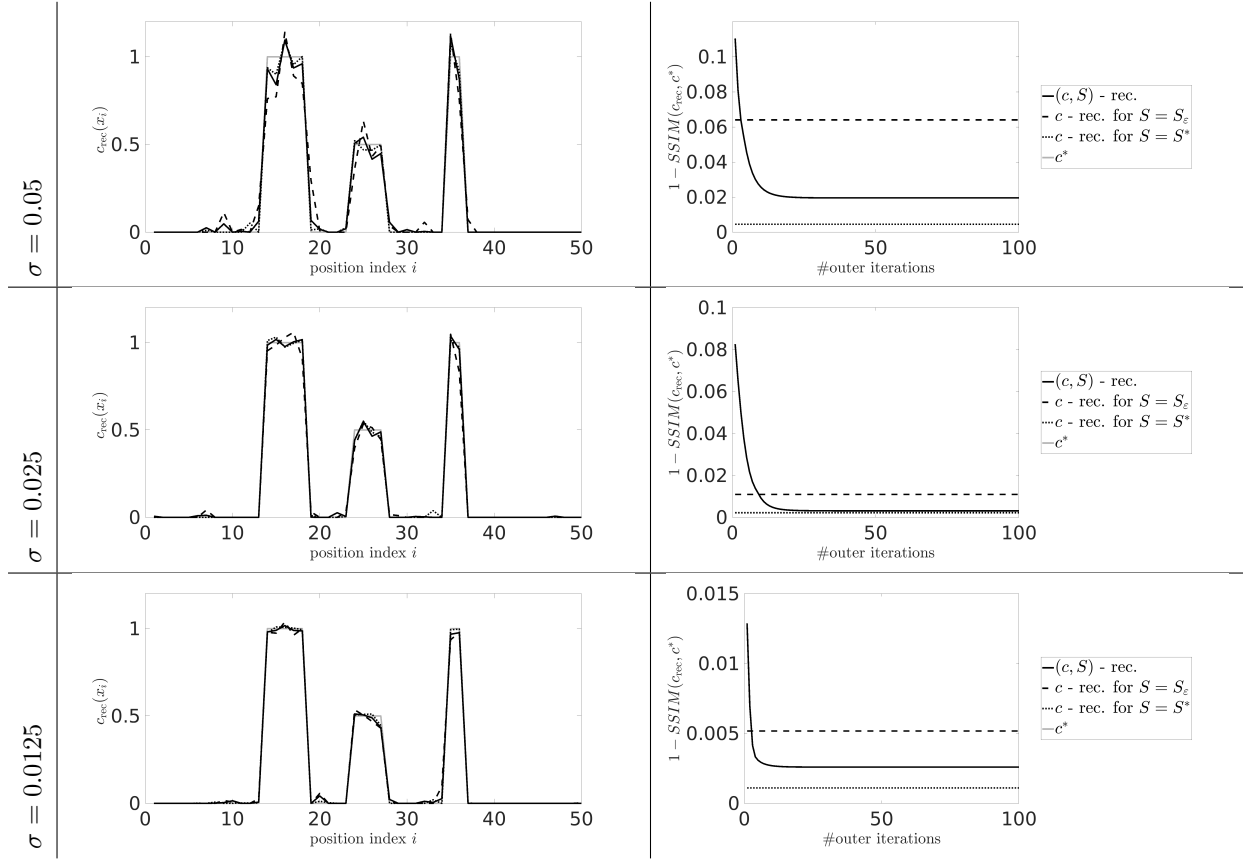 σ = 0.05
c_rec(x_i)
1
0.5
0
0 10 20 30 40 50
position index i
1 − SSIM(c_rec, c*)
0.1
0.08
0.06
0.04
0.02
0
0 50 100
#outer iterations
(c, S) - rec.
c - rec. for S = S_ε
c - rec. for S = S*
c*
σ = 0.025
c_rec(x_i)
1
0.5
0
0 10 20 30 40 50
position index i
1 − SSIM(c_rec, c*)
0.1
0.08
0.06
0.04
0.02
0
0 50 100
#outer iterations
(c, S) - rec.
c - rec. for S = S_ε
c - rec. for S = S*
c*
σ = 0.0125
c_rec(x_i)
1
0.5
0
0 10 20 30 40 50
position index i
1 − SSIM(c_rec, c*)
0.015
0.01
0.005
0
0 50 100
#outer iterations
(c, S) - rec.
c - rec. for S = S_ε
c - rec. for S = S*
c*